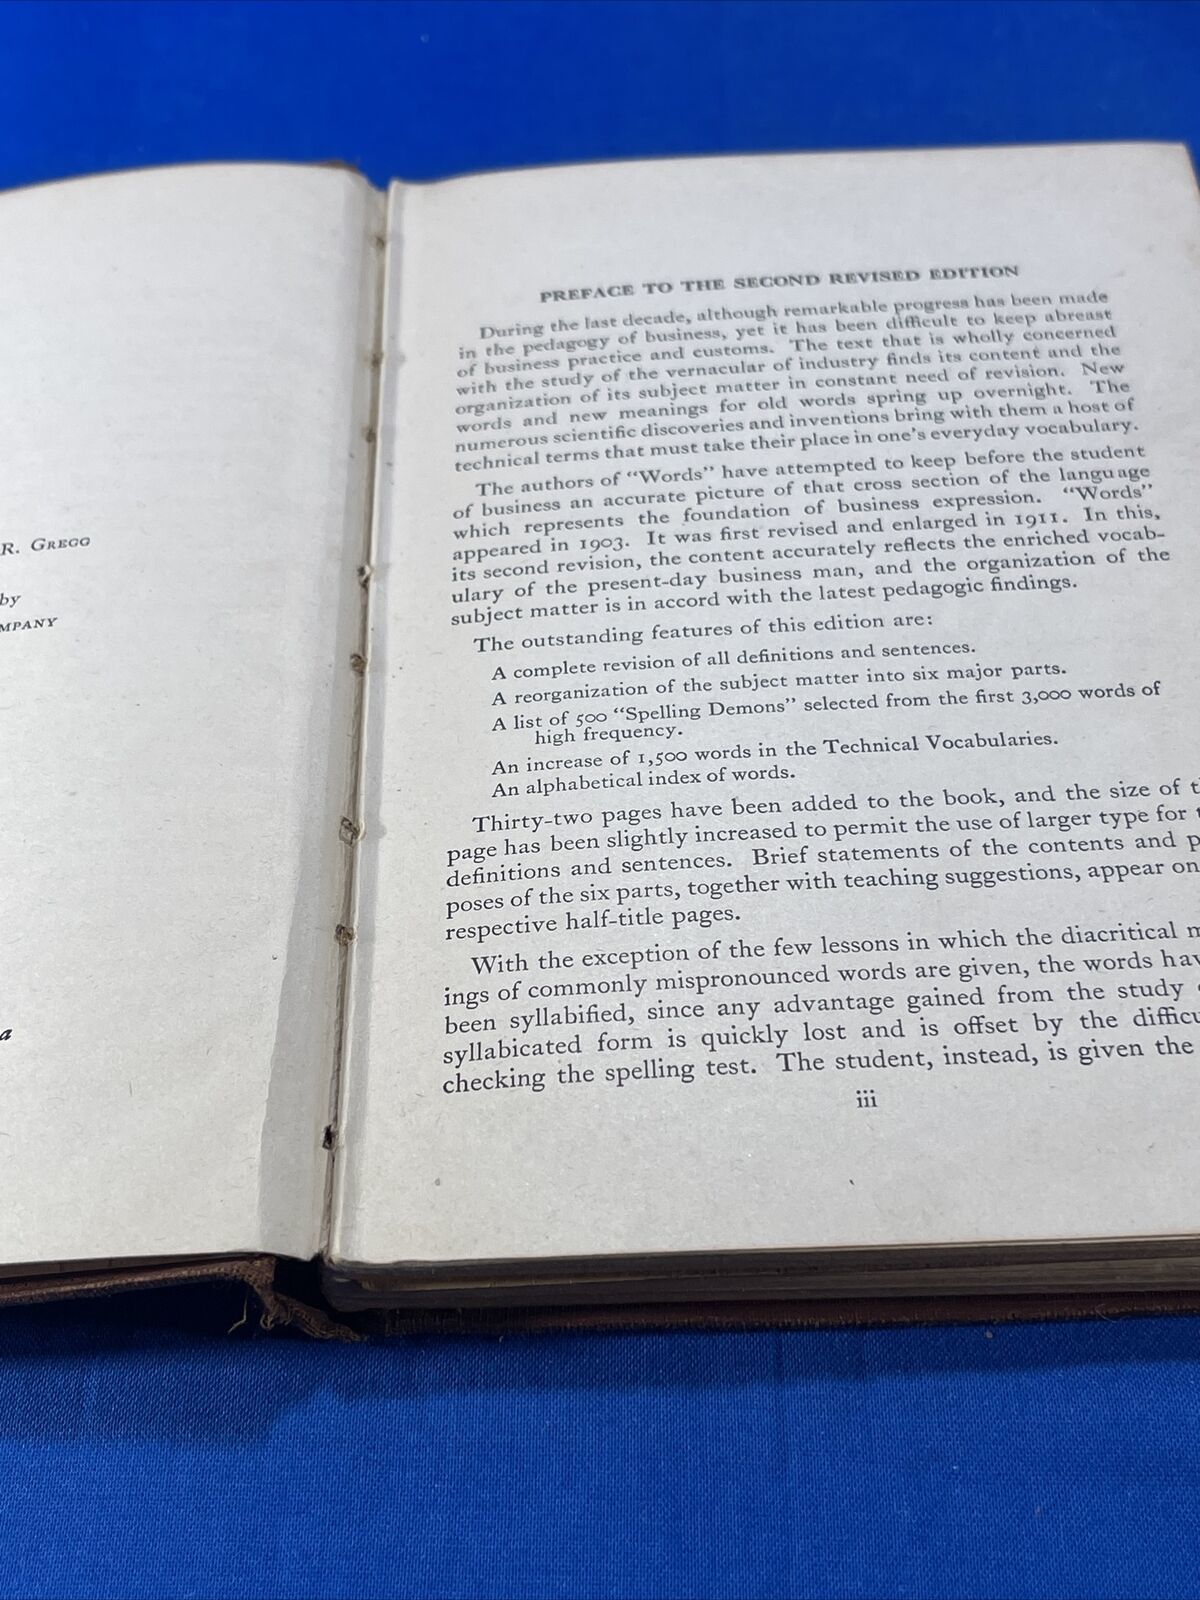 R. GREGG
by
MPANY
a
PREFACE TO THE SECOND REVISED EDITION
During the last decade, although remarkable progress has been made
in the pedagogy of business, yet it has been difficult to keep abreast
of business practice and customs. The text that is wholly concerned
with the study of the vernacular of industry finds its content and the
organization of its subject matter in constant need of revision. New
words and new meanings for old words spring up overnight. The
numerous scientific discoveries and inventions bring with them a host of
technical terms that must take their place in one's everyday vocabulary.
The authors of "Words" have attempted to keep before the student
of business an accurate picture of that cross section of the language
which represents the foundation of business expression. "Words"
appeared in 1903. It was first revised and enlarged in 1911. In this,
its second revision, the content accurately reflects the enriched vocab-
ulary of the present-day business man, and the organization of the
subject matter is in accord with the latest pedagogic findings.
The outstanding features of this edition are:
A complete revision of all definitions and sentences.
A reorganization of the subject matter into six major parts.
A list of 500 "Spelling Demons" selected from the first 3,000 words of
high frequency.
An increase of 1,500 words in the Technical Vocabularies.
An alphabetical index of words.
Thirty-two pages have been added to the book, and the size of t
page has been slightly increased to permit the use of larger type for t
definitions and sentences. Brief statements of the contents and p
poses of the six parts, together with teaching suggestions, appear on
respective half-title pages.
With the exception of the few lessons in which the diacritical m
ings of commonly mispronounced words are given, the words hav
been syllabified, since any advantage gained from the study
syllabicated form is quickly lost and is offset by the difficu
checking the spelling test. The student, instead, is given the
iii